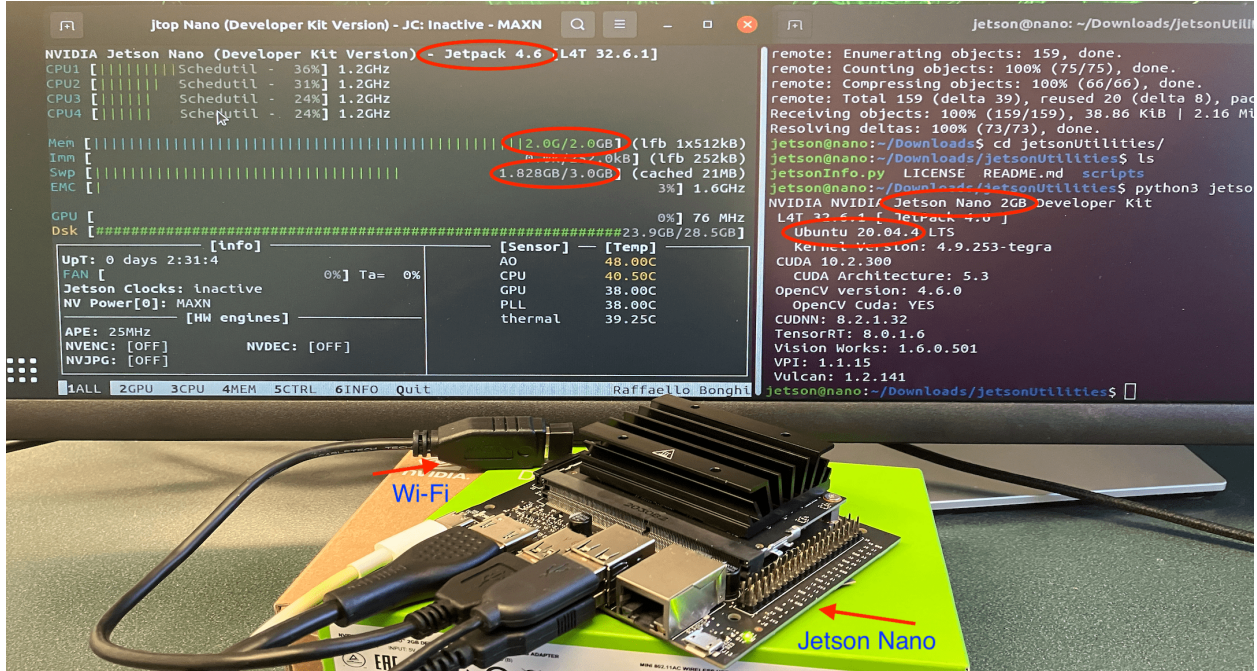 jtop Nano (Developer Kit Version) - JC: Inactive - MAXN
NVIDIA Jetson Nano (Developer Kit Version) - Jetpack 4.6 [L4T 32.6.1]
CPU1 [|||||||||Schedutil - 36%] 1.2GHz
CPU2 [||||||| Schedutil - 31%] 1.2GHz
CPU3 [|||||| Schedutil - 24%] 1.2GHz
CPU4 [|||||| Schedutil - 24%] 1.2GHz
Mem [2.0G/2.0GB] (lfb 1x512kB)
Imm [0kB] (lfb 252kB)
Swp [1.828GB/3.0GB] (cached 21MB)
EMC [| 3%] 1.6GHz
GPU [ 0%] 76 MHz
Dsk [23.9GB/28.5GB]
[info]
UpT: 0 days 2:31:4
FAN [ 0%] Ta= 0%
Jetson Clocks: inactive
NV Power[0]: MAXN
[HW engines]
APE: 25MHz
NVENC: [OFF] NVDEC: [OFF]
NVJPG: [OFF]
[Sensor] [Temp]
AO 48.00C
CPU 40.50C
GPU 38.00C
PLL 38.00C
thermal 39.25C
1ALL 2GPU 3CPU 4MEM 5CTRL 6INFO Quit Raffaello Bonghi
jetson@nano: ~/Downloads/jetsonUtili
remote: Enumerating objects: 159, done.
remote: Counting objects: 100% (75/75), done.
remote: Compressing objects: 100% (66/66), done.
remote: Total 159 (delta 39), reused 20 (delta 8), pac
Receiving objects: 100% (159/159), 38.86 KiB | 2.16 Mi
Resolving deltas: 100% (73/73), done.
jetson@nano:~/Downloads$ cd jetsonUtilities/
jetson@nano:~/Downloads/jetsonUtilities$ ls
jetsonInfo.py LICENSE README.md scripts
jetson@nano:~/Downloads/jetsonUtilities$ python3 jetso
NVIDIA NVIDIA Jetson Nano 2GB Developer Kit
L4T 32.6.1 [ JetPack 4.6 ]
Ubuntu 20.04.4 LTS
Kernel Version: 4.9.253-tegra
CUDA 10.2.300
CUDA Architecture: 5.3
OpenCV version: 4.6.0
OpenCV Cuda: YES
CUDNN: 8.2.1.32
TensorRT: 8.0.1.6
Vision Works: 1.6.0.501
VPI: 1.1.15
Vulcan: 1.2.141
jetson@nano:~/Downloads/jetsonUtilities$
NVIDIA.
Wi-Fi
Jetson Nano
EAC
MINI 802.11AC WIRELESS